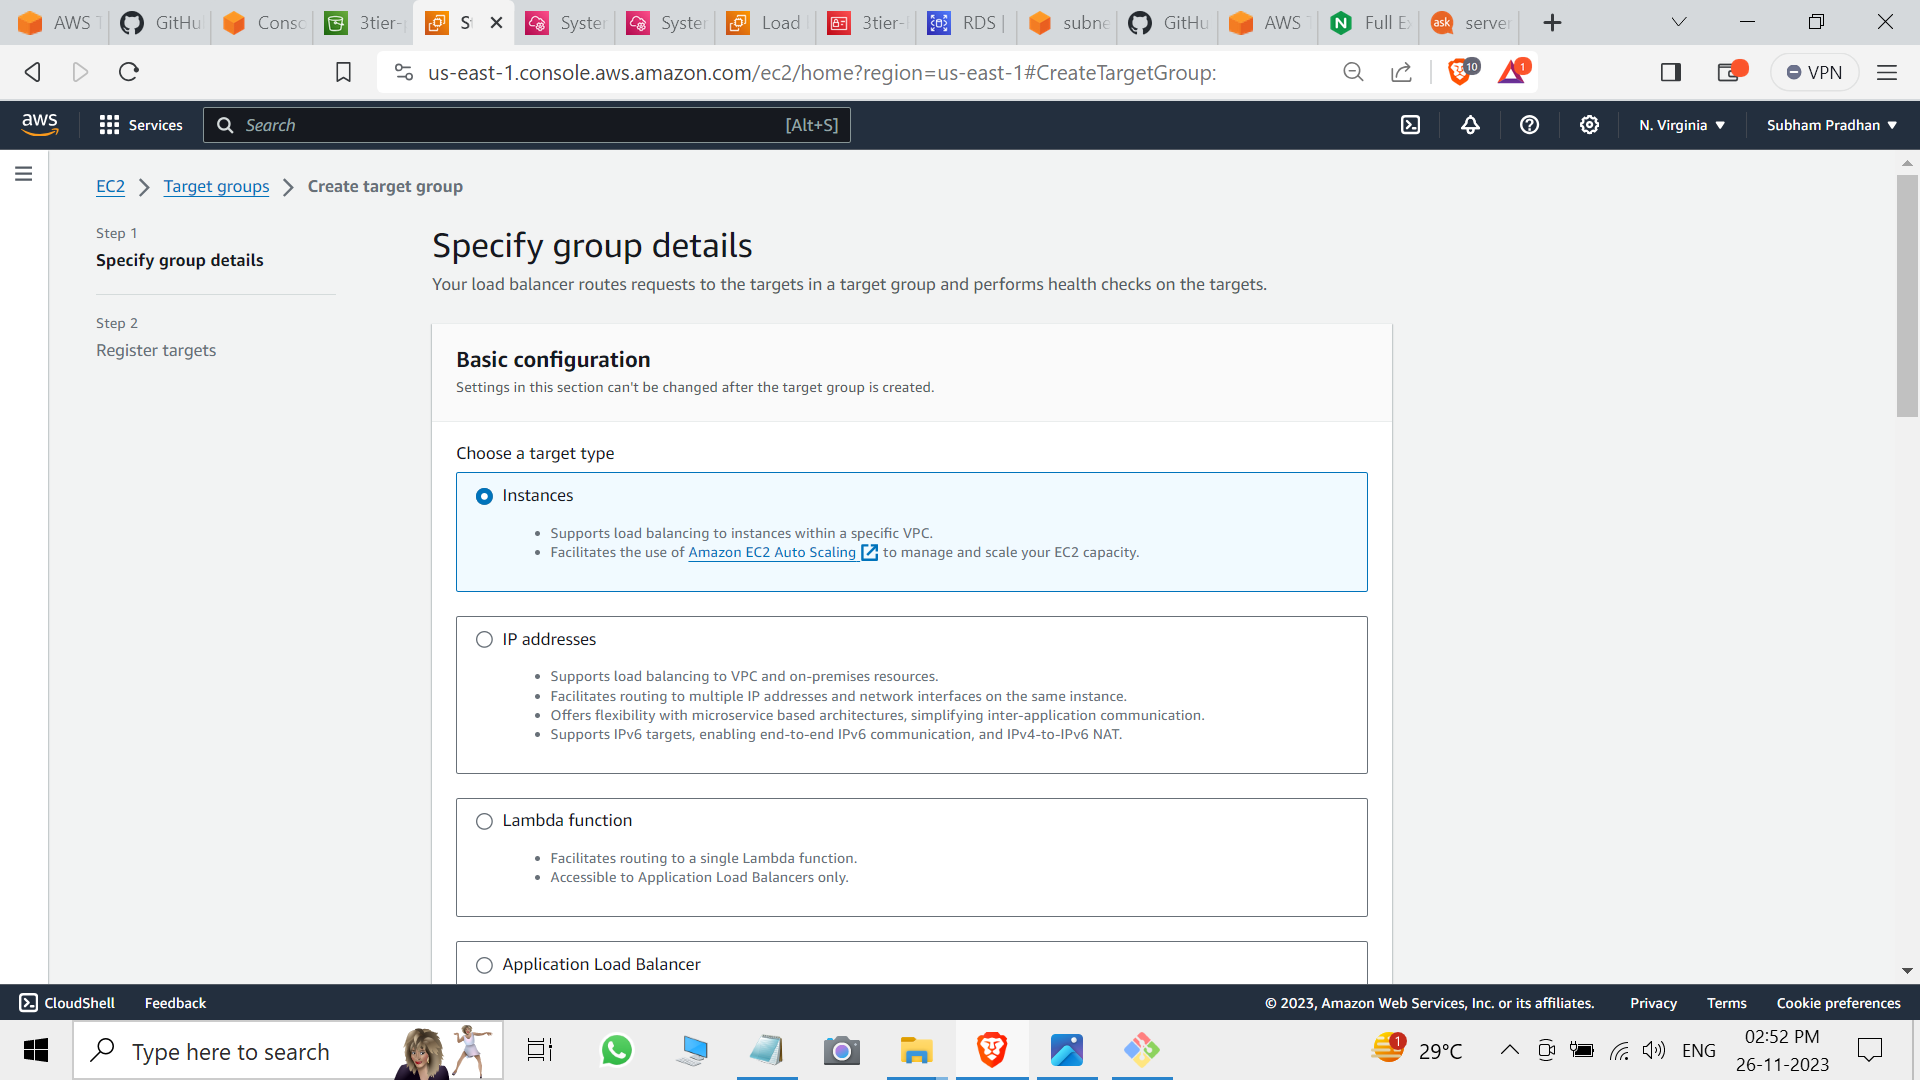 AWS T
GitHu
Conso
3tier-p
S
System
System
Load
3tier-
RDS |
subne
GitHu
AWS T
Full Ex
server
us-east-1.console.aws.amazon.com/ec2/home?region=us-east-1#CreateTargetGroup:
10
1
VPN
aws
Services
Search
[Alt+S]
N. Virginia
Subham Pradhan
EC2
Target groups
Create target group
Step 1
Specify group details
Step 2
Register targets
Specify group details
Your load balancer routes requests to the targets in a target group and performs health checks on the targets.
Basic configuration
Settings in this section can't be changed after the target group is created.
Choose a target type
Instances
• Supports load balancing to instances within a specific VPC.
• Facilitates the use of Amazon EC2 Auto Scaling to manage and scale your EC2 capacity.
IP addresses
• Supports load balancing to VPC and on-premises resources.
• Facilitates routing to multiple IP addresses and network interfaces on the same instance.
• Offers flexibility with microservice based architectures, simplifying inter-application communication.
• Supports IPv6 targets, enabling end-to-end IPv6 communication, and IPv4-to-IPv6 NAT.
Lambda function
• Facilitates routing to a single Lambda function.
• Accessible to Application Load Balancers only.
Application Load Balancer
CloudShell
Feedback
© 2023, Amazon Web Services, Inc. or its affiliates.
Privacy
Terms
Cookie preferences
Type here to search
1
29°C
ENG
02:52 PM
26-11-2023